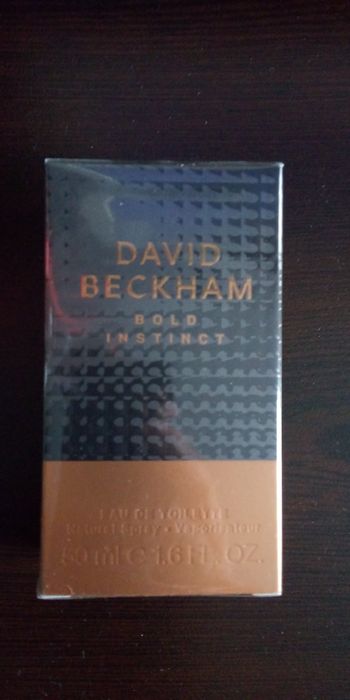 DAVID
BECKHAM
BOLD
INSTINCT
EAU DE TOILETTE
Natural Spray • Vaporisateur
50 ml e 1.6 FL. OZ.